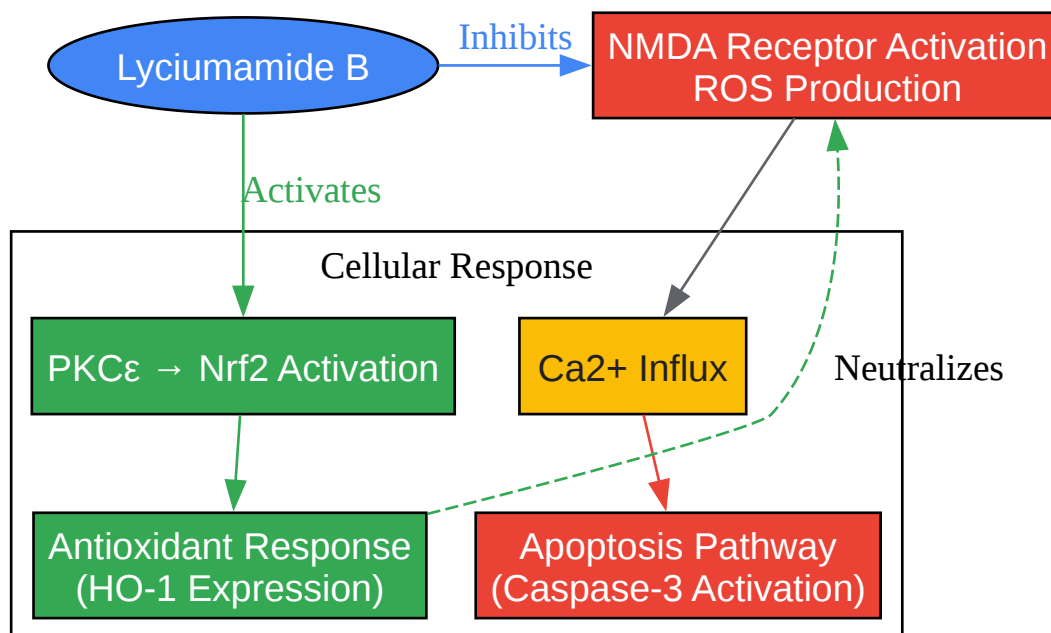 Lyciumamide B
Inhibits
NMDA Receptor Activation
ROS Production
Activates
Cellular Response
PKCε → Nrf2 Activation
Ca2+ Influx
Neutralizes
Antioxidant Response
(HO-1 Expression)
Apoptosis Pathway
(Caspase-3 Activation)